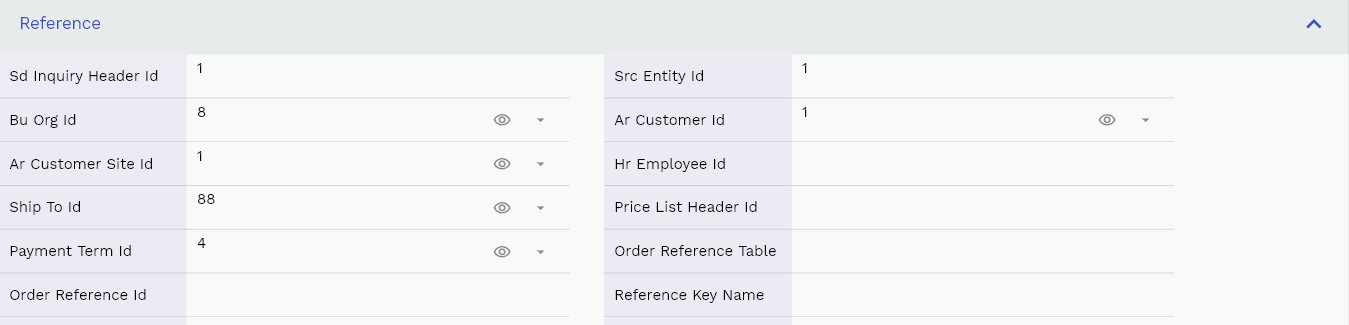 Reference
Sd Inquiry Header Id 1 Src Entity Id 1
Bu Org Id 8 Ar Customer Id 1
Ar Customer Site Id 1 Hr Employee Id
Ship To Id 88 Price List Header Id
Payment Term Id 4 Order Reference Table
Order Reference Id Reference Key Name